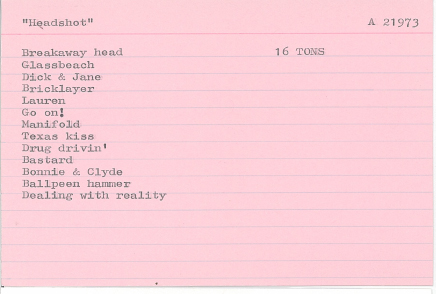 "Headshot" A 21973
Breakaway head 16 TONS
Glassbeach
Dick & Jane
Bricklayer
Lauren
Go on!
Manifold
Texas kiss
Drug drivin'
Bastard
Bonnie & Clyde
Ballpeen hammer
Dealing with reality